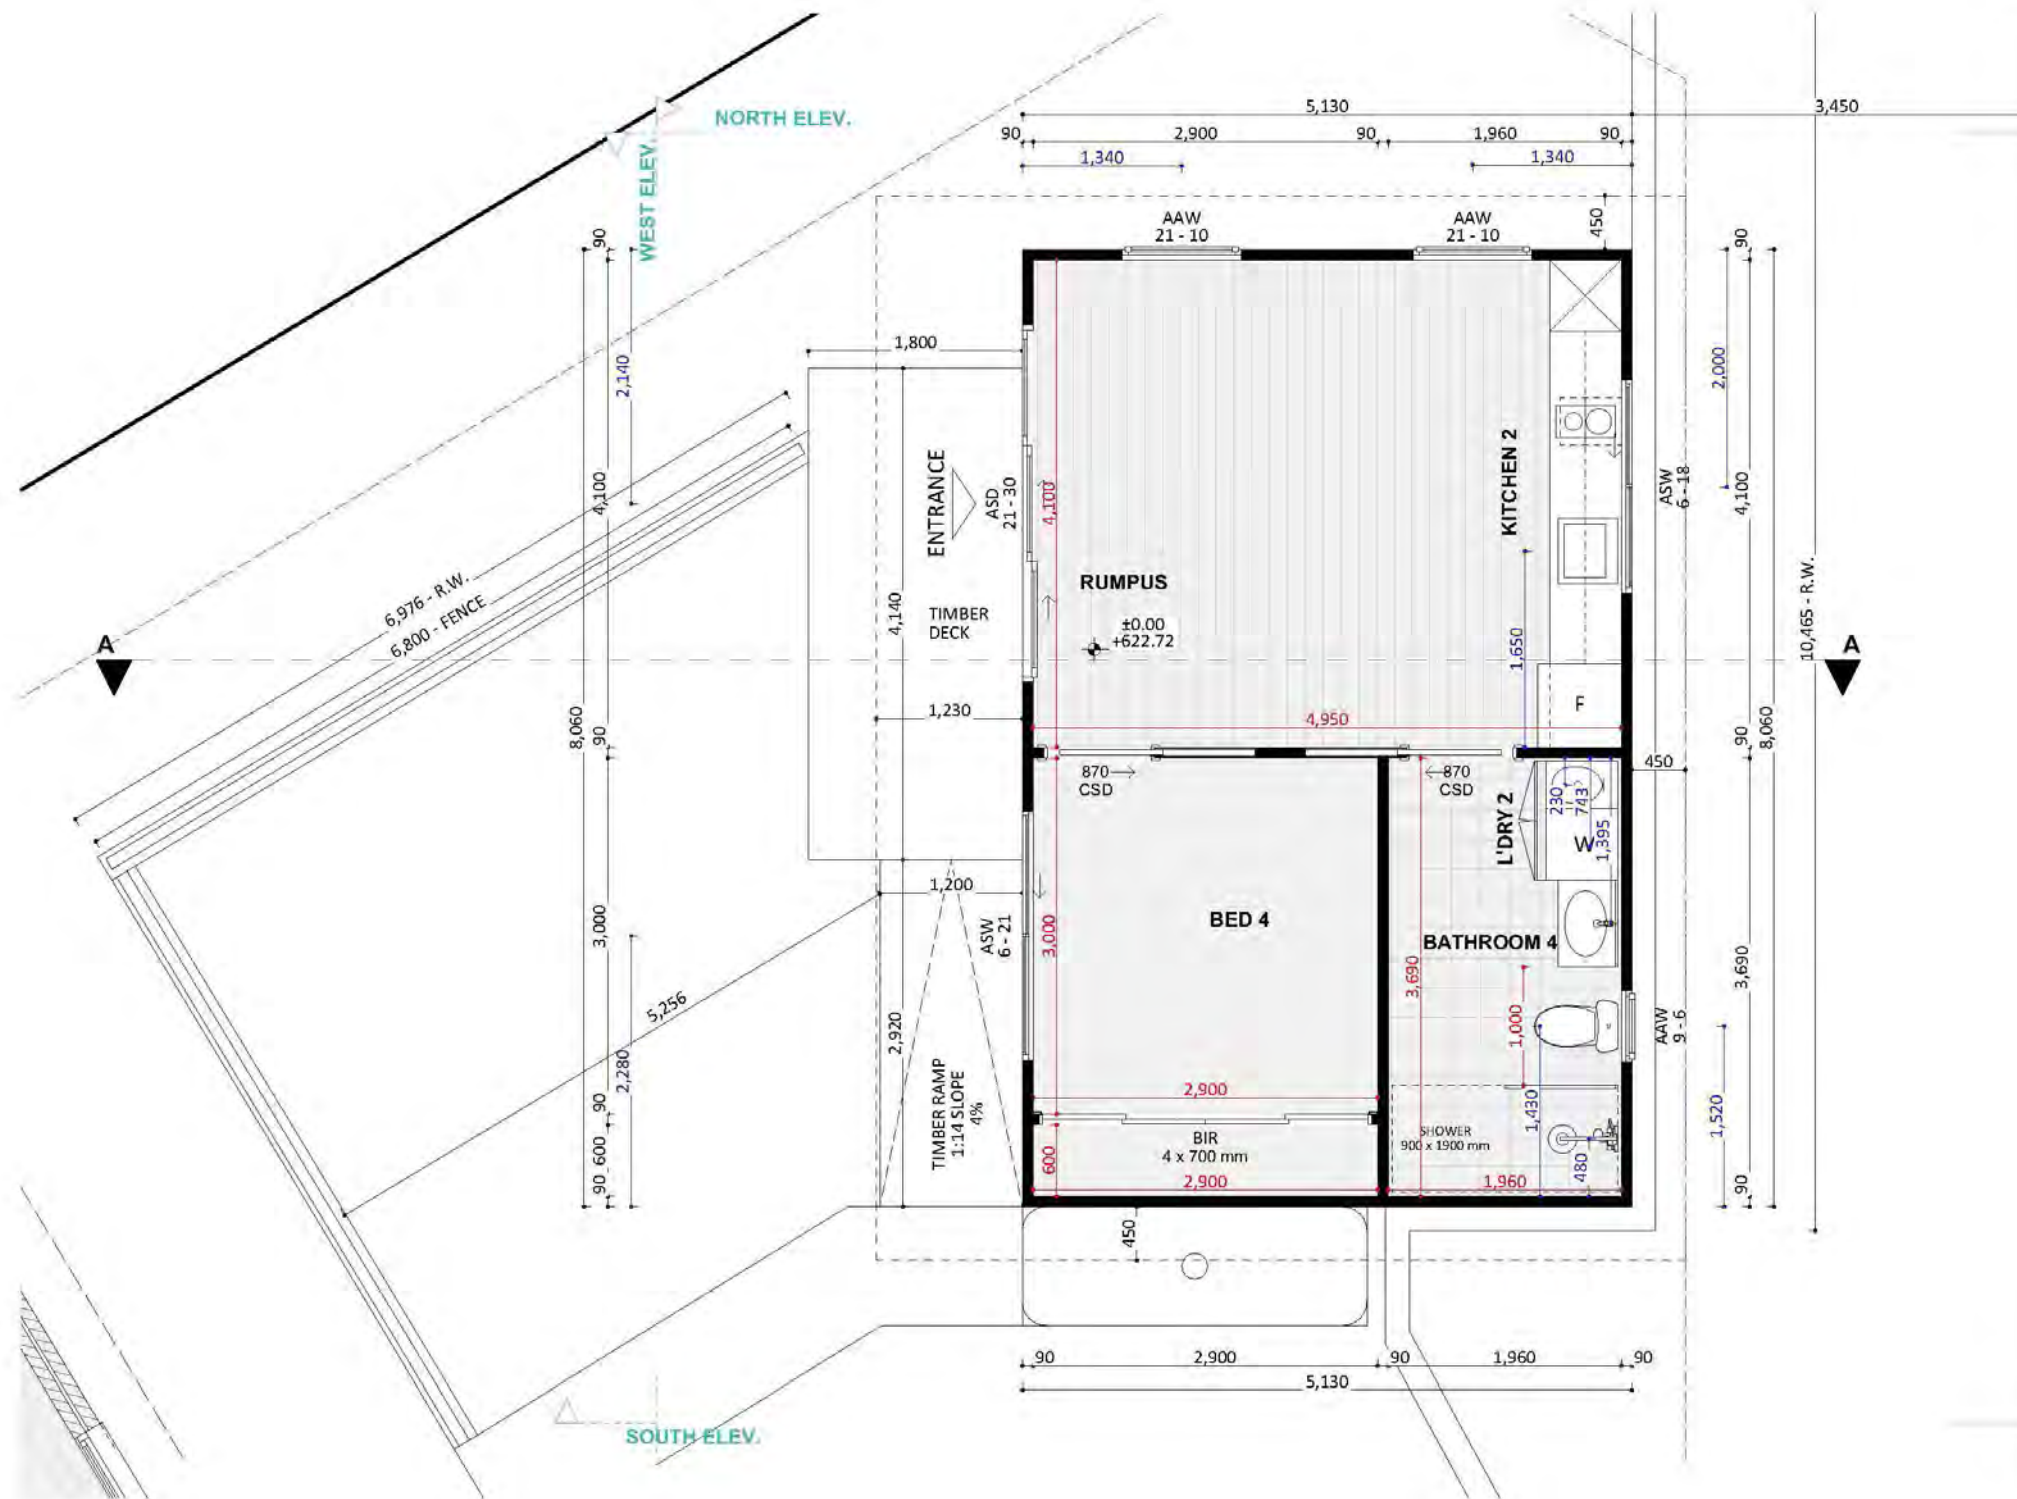 NORTH ELEV.
WEST ELEV.
5,130
3,450
90
2,900
90
1,960
90
1,340
1,340
AAW
21 - 10
AAW
21 - 10
450
90
90
1,800
2,140
2,000
4,100
4,100
ENTRANCE
ASD
21 - 30
4,100
KITCHEN 2
ASW
6 - 18
6,976 - R.W.
6,800 - FENCE
10,465 - R.W.
RUMPUS
±0.00
+622.72
4,140
TIMBER
DECK
1,650
A
A
F
1,230
4,950
8,060
90
90
8,060
450
870
CSD
870
CSD
L'DRY 2
230
743
1,395
W
1,200
3,000
ASW
6 - 21
3,000
BED 4
BATHROOM 4
3,690
3,690
5,256
2,920
2,280
1,000
AAW
9 - 6
TIMBER RAMP
1:14 SLOPE
4%
2,900
1,430
1,520
90
600
90
600
BIR
4 x 700 mm
SHOWER
900 x 1900 mm
480
2,900
1,960
90
450
90
2,900
90
1,960
90
5,130
SOUTH ELEV.